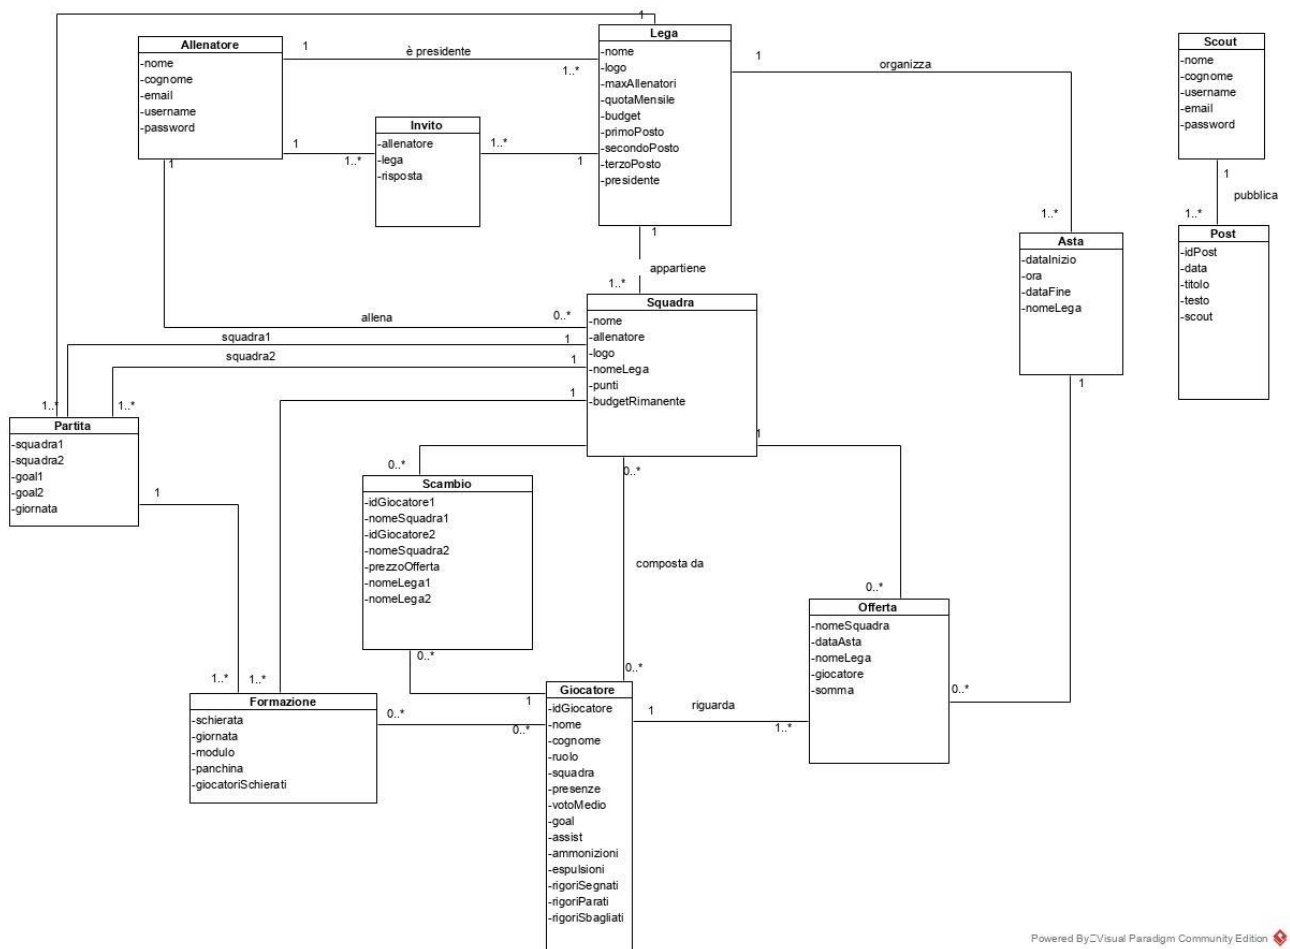 Allenatore
-nome
-cognome
-email
-username
-password
1
è presidente
1..*
1
Lega
-nome
-logo
-maxAllenatori
-quotaMensile
-budget
-primoPosto
-secondoPosto
-terzoPosto
-presidente
1
organizza
1..*
Scout
-nome
-cognome
-username
-email
-password
1
pubblica
1..*
Post
-idPost
-data
-titolo
-testo
-scout
1
1..*
Invito
-allenatore
-lega
-risposta
1..*
1
Asta
-dataInizio
-ora
-dataFine
-nomeLega
1
1
appartiene
1..*
1
allena
0..*
Squadra
-nome
-allenatore
-logo
-nomeLega
-punti
-budgetRimanente
squadra1
1
squadra2
1
1
1..*
1..*
Partita
-squadra1
-squadra2
-goal1
-goal2
-giornata
1
0..*
Scambio
-idGiocatore1
-nomeSquadra1
-idGiocatore2
-nomeSquadra2
-prezzoOfferta
-nomeLega1
-nomeLega2
0..*
0..*
composta da
0..*
1
0..*
Offerta
-nomeSquadra
-dataAsta
-nomeLega
-giocatore
-somma
0..*
1..*
1..*
Formazione
-schierata
-giornata
-modulo
-panchina
-giocatoriSchierati
0..*
0..*
1
Giocatore
-idGiocatore
-nome
-cognome
-ruolo
-squadra
-presenze
-votoMedio
-goal
-assist
-ammonizioni
-espulsioni
-rigoriSegnati
-rigoriParati
-rigoriSbagliati
1
riguarda
1..*
Powered By Visual Paradigm Community Edition